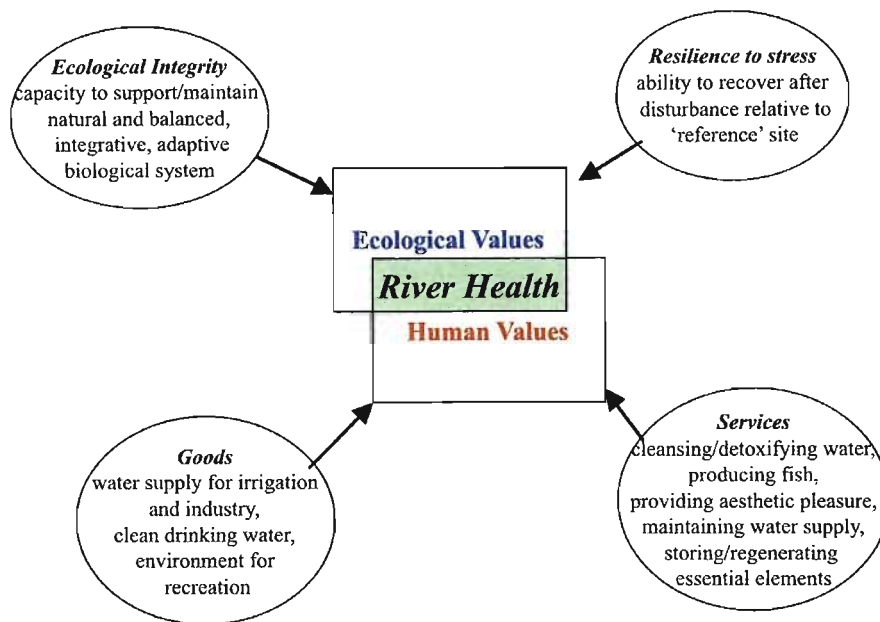 Ecological Integrity
capacity to support/maintain
natural and balanced,
integrative, adaptive
biological system
Resilience to stress
ability to recover after
disturbance relative to
‘reference’ site
Ecological Values
River Health
Human Values
Goods
water supply for irrigation
and industry,
clean drinking water,
environment for
recreation
Services
cleansing/detoxifying water,
producing fish,
providing aesthetic pleasure,
maintaining water supply,
storing/regenerating
essential elements